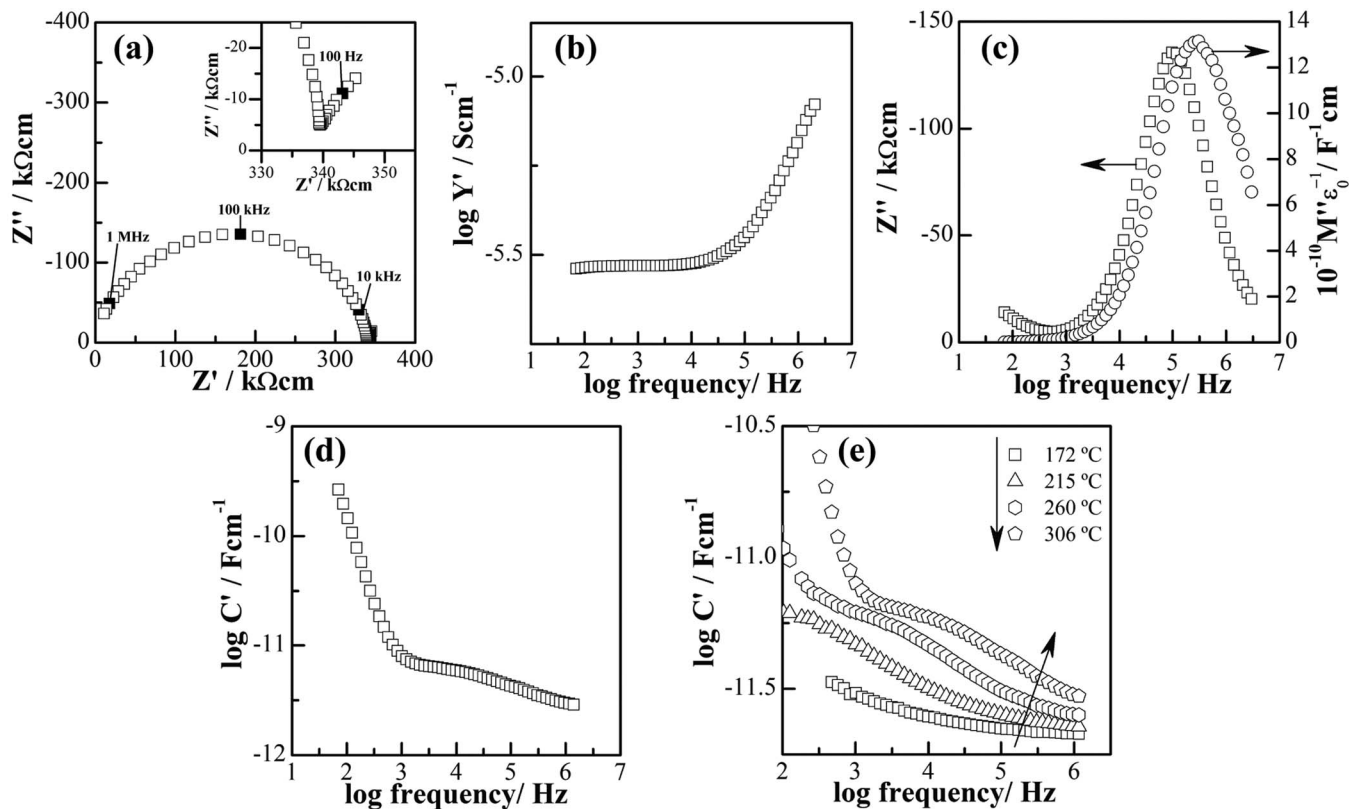 (a)
-400
-300
-200
-100
0
Z'' / kΩcm
0 100 200 300 400
Z' / kΩcm
1 MHz
100 kHz
10 kHz
-20
-10
0
Z'' / kΩcm
100 Hz
330 340 350
Z' / kΩcm
(b)
-5.0
-5.5
log Y' / Scm⁻¹
1 2 3 4 5 6 7
log frequency/ Hz
(c)
-150
-100
-50
0
Z'' / kΩcm
14
12
10
8
6
4
2
0
10⁻¹⁰M''ε₀⁻¹/ F⁻¹cm
1 2 3 4 5 6 7
log frequency/ Hz
(d)
-9
-10
-11
-12
log C' / Fcm⁻¹
1 2 3 4 5 6 7
log frequency/ Hz
(e)
-10.5
-11.0
-11.5
log C' / Fcm⁻¹
172 ºC
215 ºC
260 ºC
306 ºC
2 3 4 5 6
log frequency/ Hz